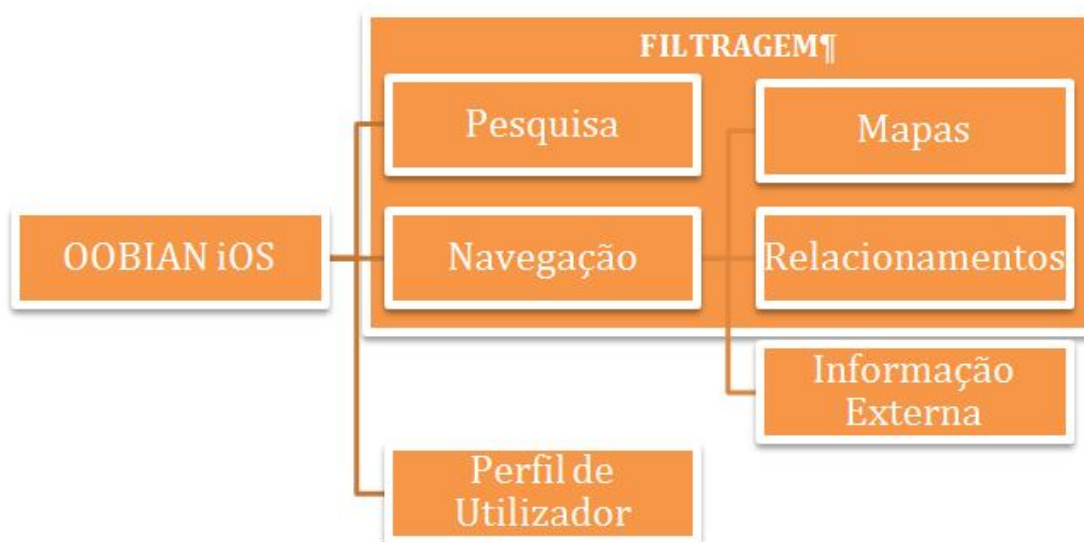 FILTRAGEM¶
Pesquisa
Mapas
OOBIAN iOS
Navegação
Relacionamentos
Informação
Externa
Perfil de
Utilizador